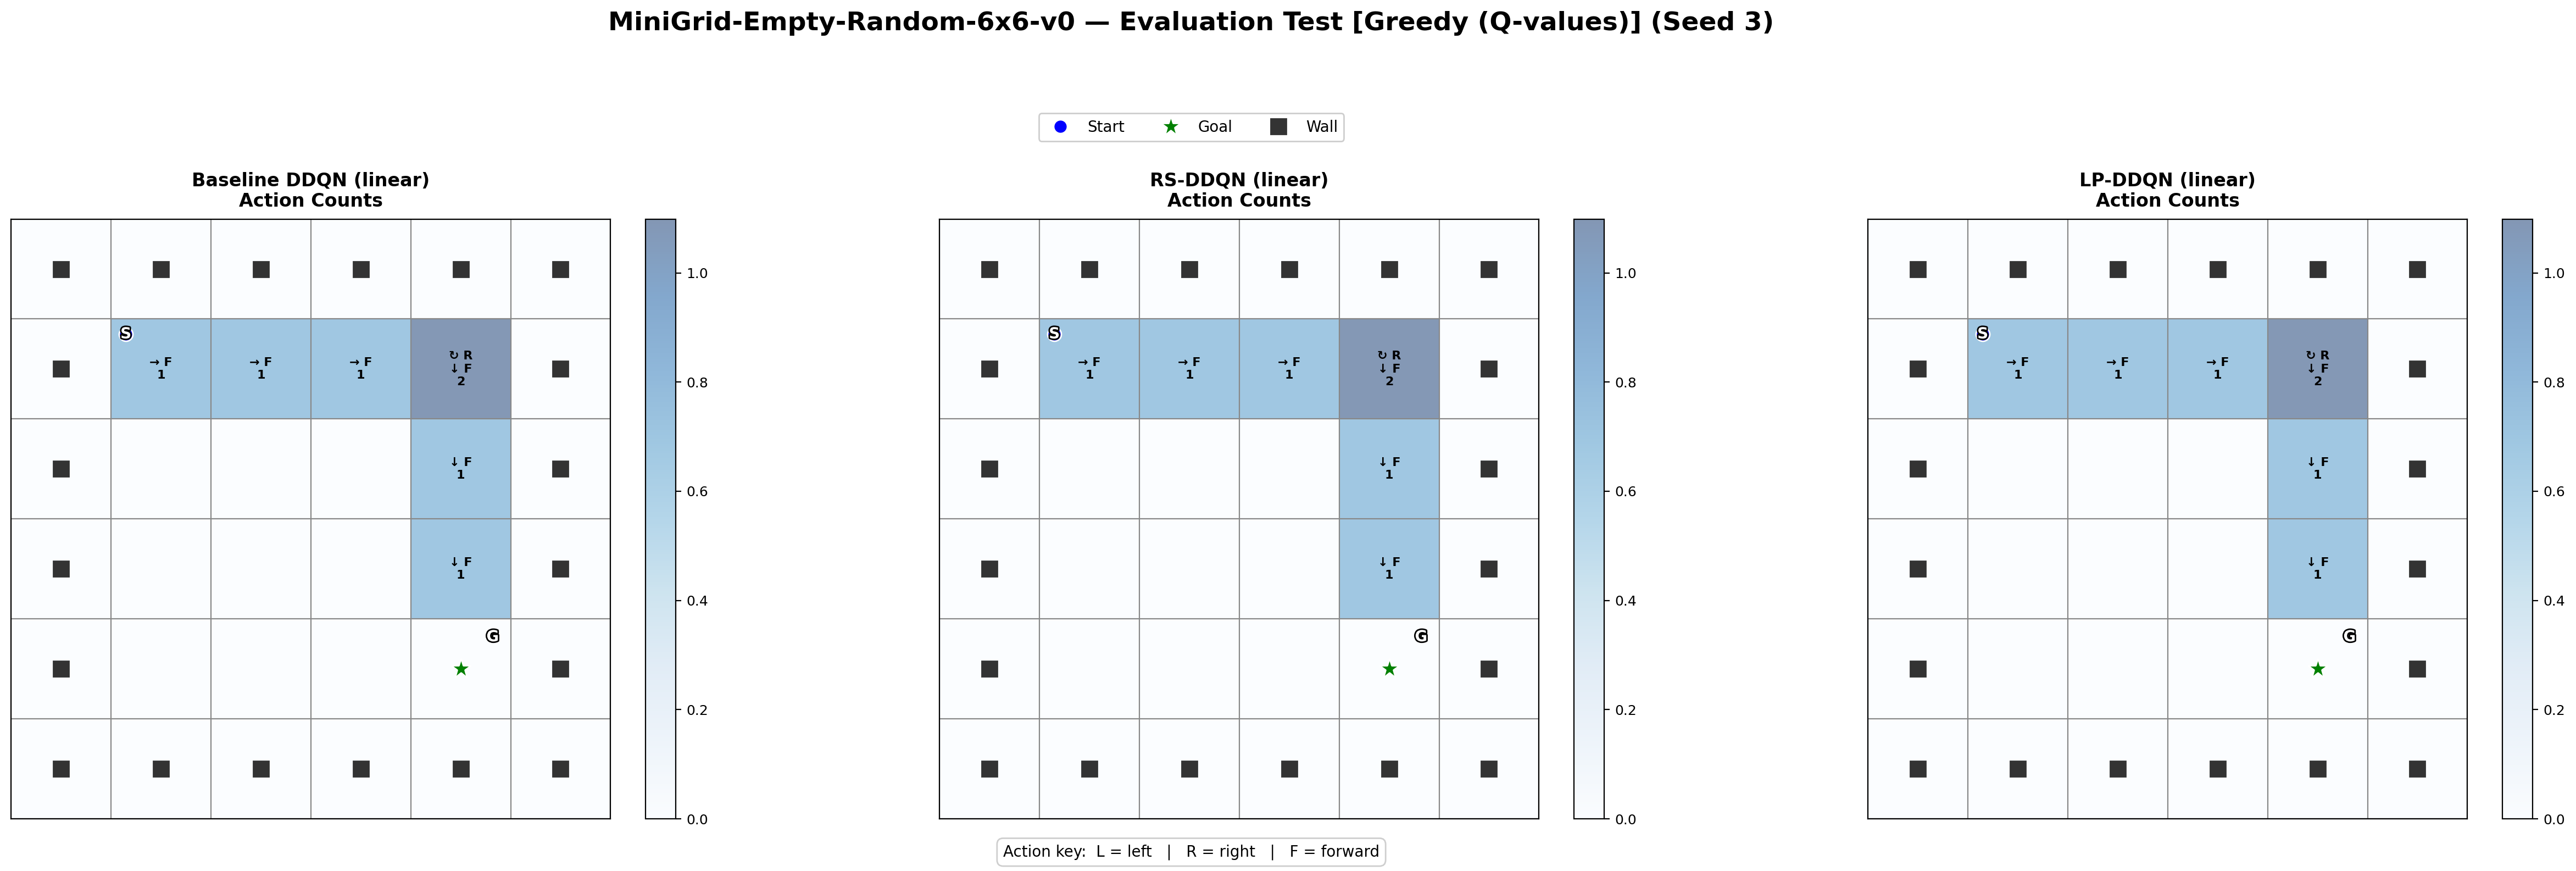 MiniGrid-Empty-Random-6x6-v0 — Evaluation Test [Greedy (Q-values)] (Seed 3)
Start Goal Wall
Baseline DDQN (linear)
Action Counts
S
→ F
1
→ F
1
→ F
1
↻ R
↓ F
2
↓ F
1
↓ F
1
G
1.0
0.8
0.6
0.4
0.2
0.0
RS-DDQN (linear)
Action Counts
S
→ F
1
→ F
1
→ F
1
↻ R
↓ F
2
↓ F
1
↓ F
1
G
1.0
0.8
0.6
0.4
0.2
0.0
LP-DDQN (linear)
Action Counts
S
→ F
1
→ F
1
→ F
1
↻ R
↓ F
2
↓ F
1
↓ F
1
G
1.0
0.8
0.6
0.4
0.2
0.0
Action key: L = left | R = right | F = forward